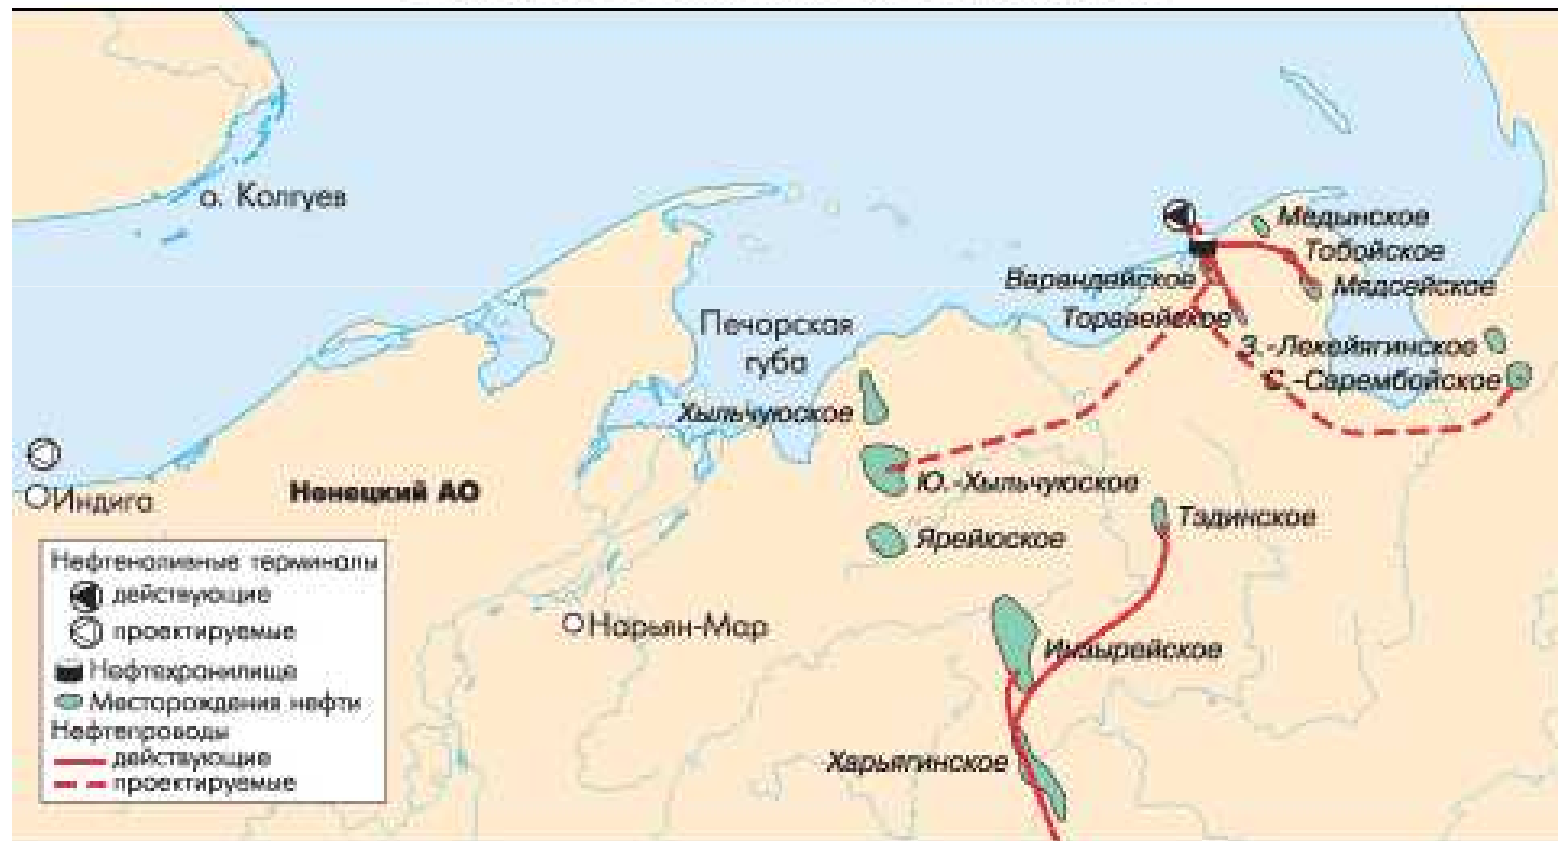 о. Колгуев
Медынское
Тобойское
Варандейское
Мядсейское
Торавейское
Печорская
губа
З.-Лекейягинское
С.-Сарембойское
Хыльчуюское
Индига
Ненецкий АО
Ю.-Хыльчуюское
Тэдинское
Ярейюское
Нарьян-Мар
Инзырейское
Харьягинское
Нефтеналивные терминалы
действующие
проектируемые
Нефтехранилище
Месторождения нефти
Нефтепроводы
действующие
проектируемые